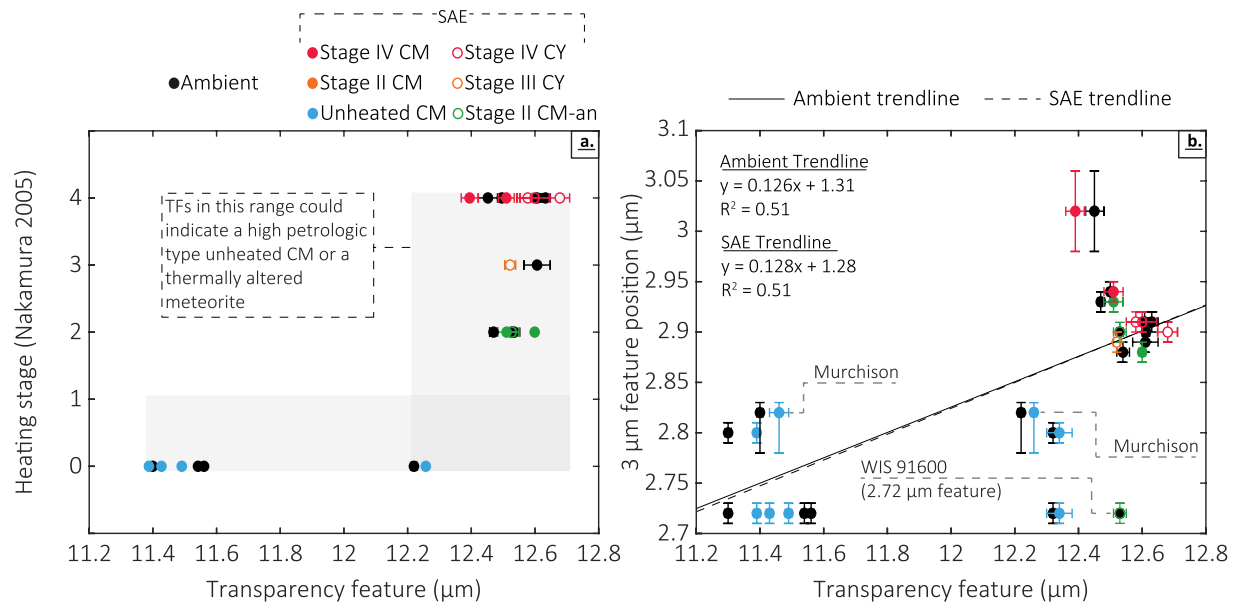 SAE
Ambient
Stage IV CM
Stage IV CY
Stage II CM
Stage III CY
Unheated CM
Stage II CM-an
a.
Heating stage (Nakamura 2005)
5
4
3
2
1
0
TFs in this range could
indicate a high petrologic
type unheated CM or a
thermally altered
meteorite
11.2
11.4
11.6
11.8
12
12.2
12.4
12.6
12.8
Transparency feature (μm)
Ambient trendline
SAE trendline
b.
3 μm feature position (μm)
3.1
3.05
3
2.95
2.9
2.85
2.8
2.75
2.7
Ambient Trendline
y = 0.126x + 1.31
R² = 0.51
SAE Trendline
y = 0.128x + 1.28
R² = 0.51
Murchison
Murchison
WIS 91600
(2.72 μm feature)
11.2
11.4
11.6
11.8
12
12.2
12.4
12.6
12.8
Transparency feature (μm)